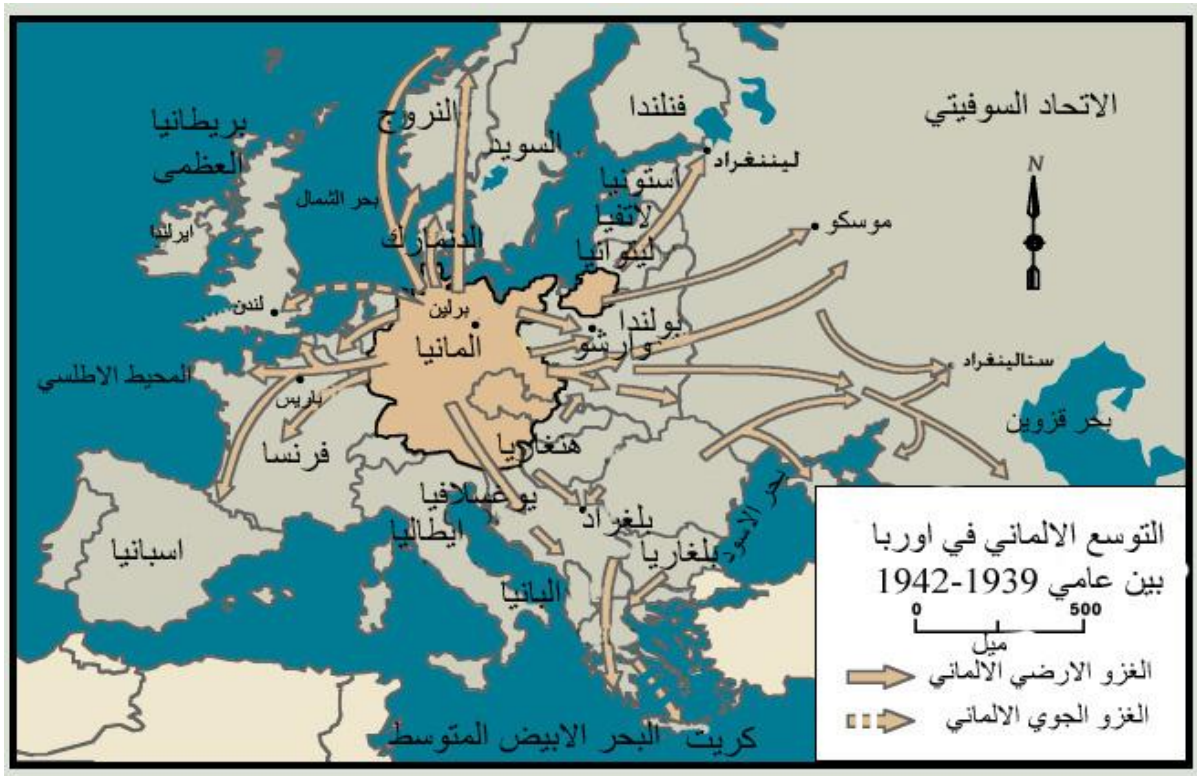 النرويج
فنلندا
الاتحاد السوفيتي
بريطانيا
العظمى
السويد
لينينغراد
N
استونيا
بحر الشمال
لاتفيا
موسكو
ايرلندا
الدنمارك
ليتوانيا
لندن
برلين
بولندا
وارشو
المانيا
ستالينغراد
المحيط الاطلسي
باريس
بحر قزوين
فرنسا
هنغاريا
يوغسلافيا
بلغراد
بحر الاسود
ايطاليا
اسبانيا
بلغاريا
البانيا
كريت
البحر الابيض المتوسط
التوسع الالماني في اوربا
بين عامي 1939-1942
0 500
ميل
الغزو الارضي الالماني
الغزو الجوي الالماني